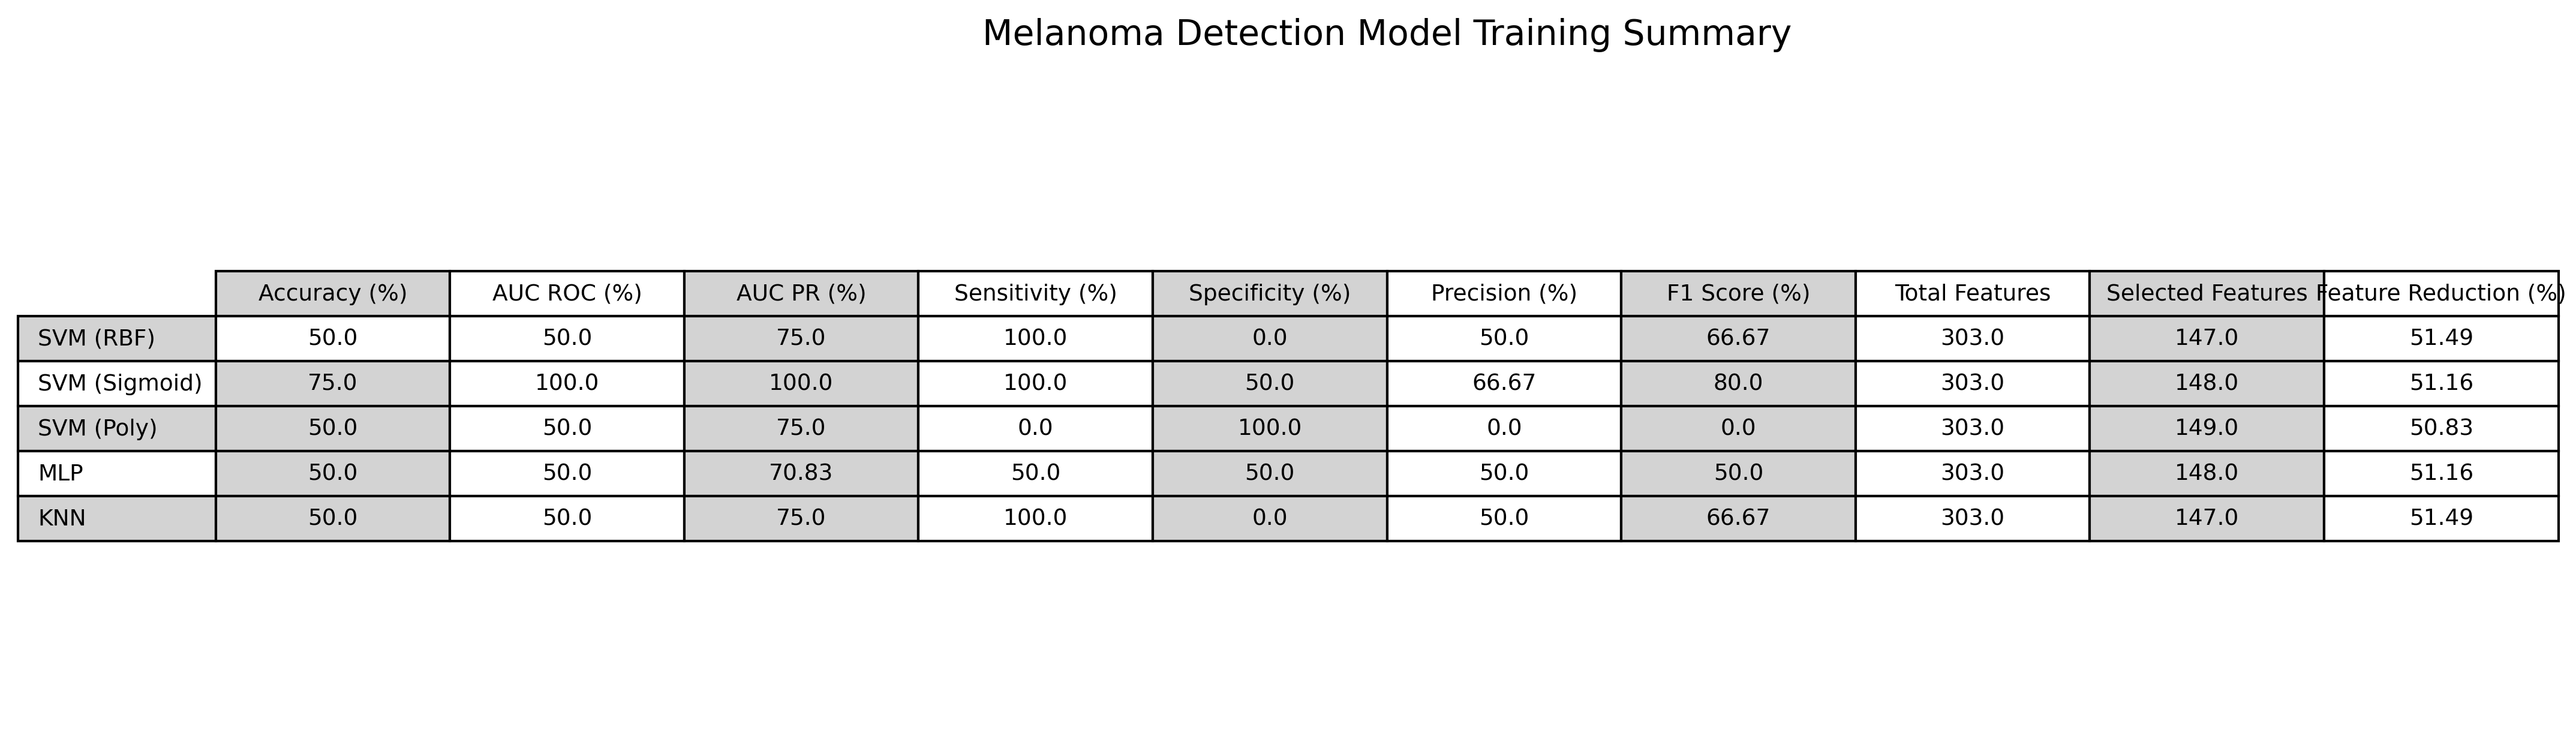 Melanoma Detection Model Training Summary
Accuracy (%) AUC ROC (%) AUC PR (%) Sensitivity (%) Specificity (%) Precision (%) F1 Score (%) Total Features Selected Features Feature Reduction (%)
SVM (RBF) 50.0 50.0 75.0 100.0 0.0 50.0 66.67 303.0 147.0 51.49
SVM (Sigmoid) 75.0 100.0 100.0 100.0 50.0 66.67 80.0 303.0 148.0 51.16
SVM (Poly) 50.0 50.0 75.0 0.0 100.0 0.0 0.0 303.0 149.0 50.83
MLP 50.0 50.0 70.83 50.0 50.0 50.0 50.0 303.0 148.0 51.16
KNN 50.0 50.0 75.0 100.0 0.0 50.0 66.67 303.0 147.0 51.49